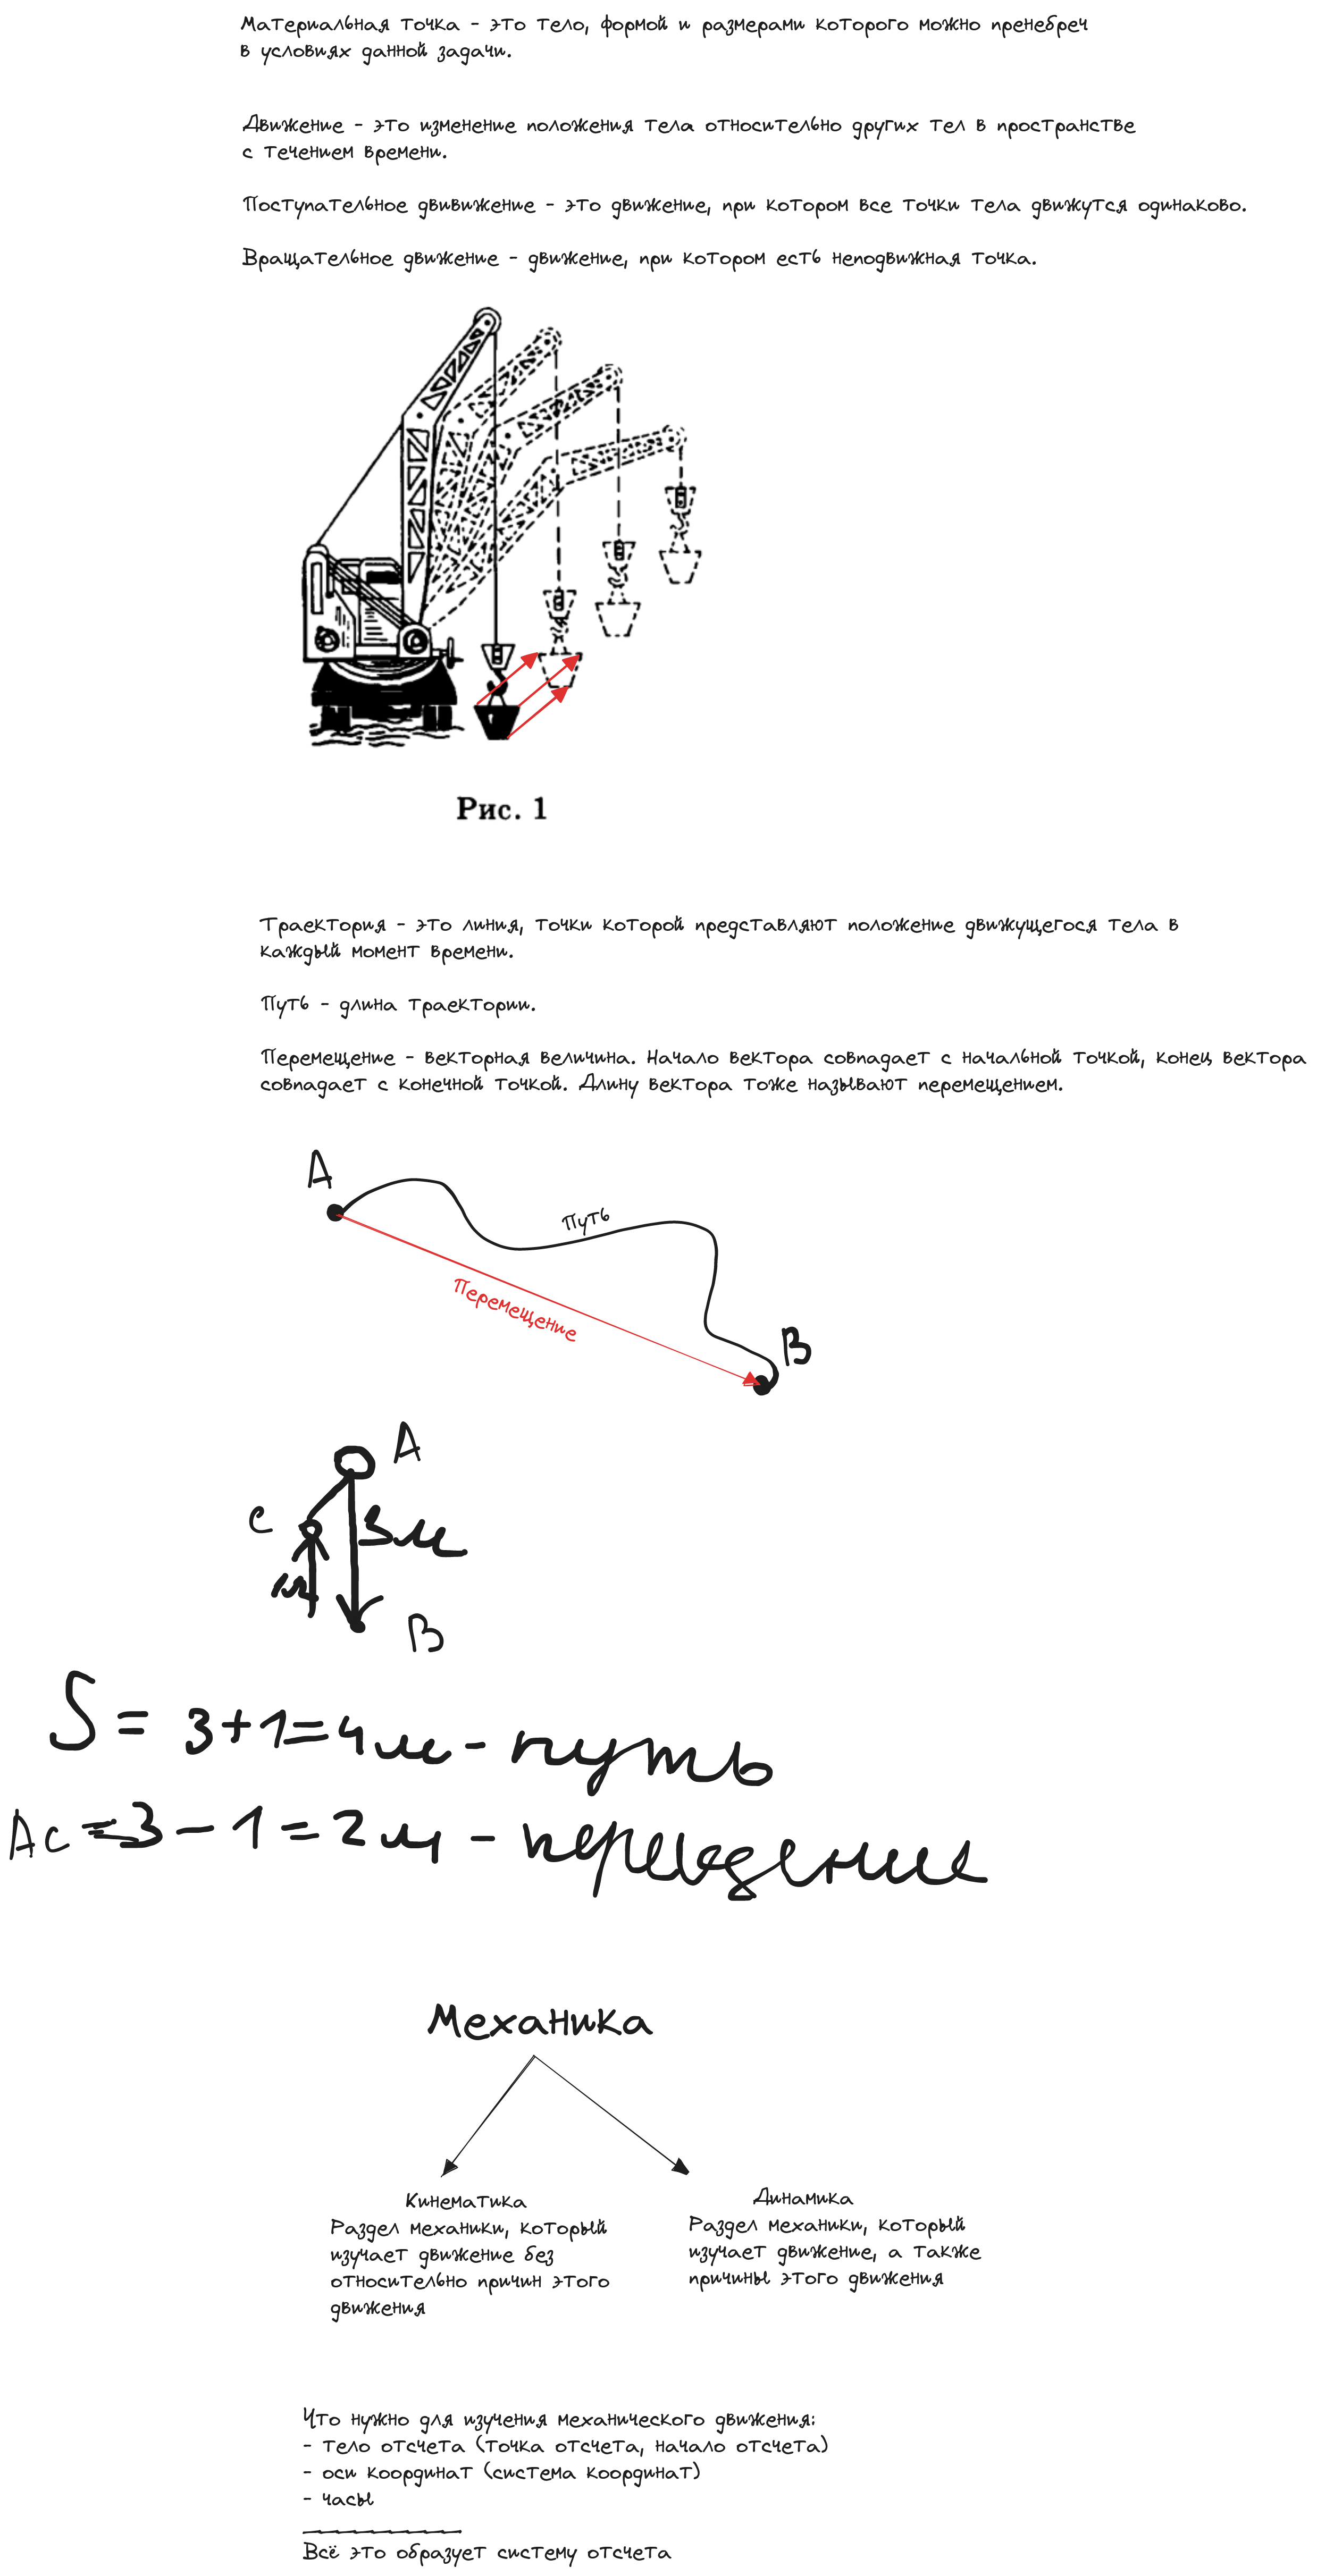 Материальная точка - это тело, формой и размерами которого можно пренебреч
в условиях данной задачи.
Движение - это изменение положения тела относительно других тел в пространстве
с течением времени.
Поступательное двивижение - это движение, при котором все точки тела движутся одинаково.
Вращательное движение - движение, при котором есть неподвижная точка.
Рис. 1
Траектория - это линия, точки которой представляют положение движущегося тела в
каждый момент времени.
Путь - длина траектории.
Перемещение - векторная величина. Начало вектора совпадает с начальной точкой, конец вектора
совпадает с конечной точкой. Длину вектора тоже называют перемещением.
A
Путь
Перемещение
B
A
C
3м
1м
B
S = 3+1=4м - путь
AC = 3 - 1 = 2м -
Механика
Кинематика
Раздел механики, который
изучает движение без
относительно причин этого
движения
Динамика
Раздел механики, который
изучает движение, а также
причины этого движения
Что нужно для изучения механического движения:
- тело отсчета (точка отсчета, начало отсчета)
- оси координат (система координат)
- часы
Всё это образует систему отсчета